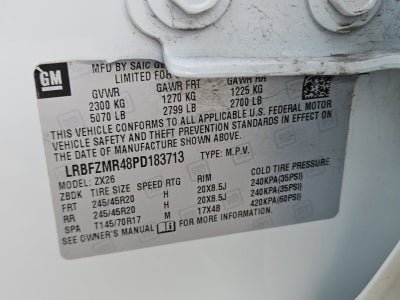 GM
MFD BY SAIC GE
LIMITED FOR
GVWR GAWR FRT GAWR RR
2300 KG 1270 KG 1225 KG
5070 LB 2799 LB 2700 LB
THIS VEHICLE CONFORMS TO ALL APPLICABLE U.S. FEDERAL MOTOR
VEHICLE SAFETY AND THEFT PREVENTION STANDARDS IN EFFECT ON
THE DATE OF MANUFACTURE SHOWN ABOVE.
LRBFZMR48PD183713 TYPE: M.P.V.
MODEL: ZX26
ZBDK TIRE SIZE SPEED RTG RIM COLD TIRE PRESSURE
FRT 245/45R20 H 20X8.5J 240KPA(35PSI)
RR 245/45R20 H 20X8.5J 240KPA(35PSI)
SPA T145/70R17 M 17X4B 420KPA(60PSI)
SEE OWNER'S MANUAL FOR MORE INFORMATION.